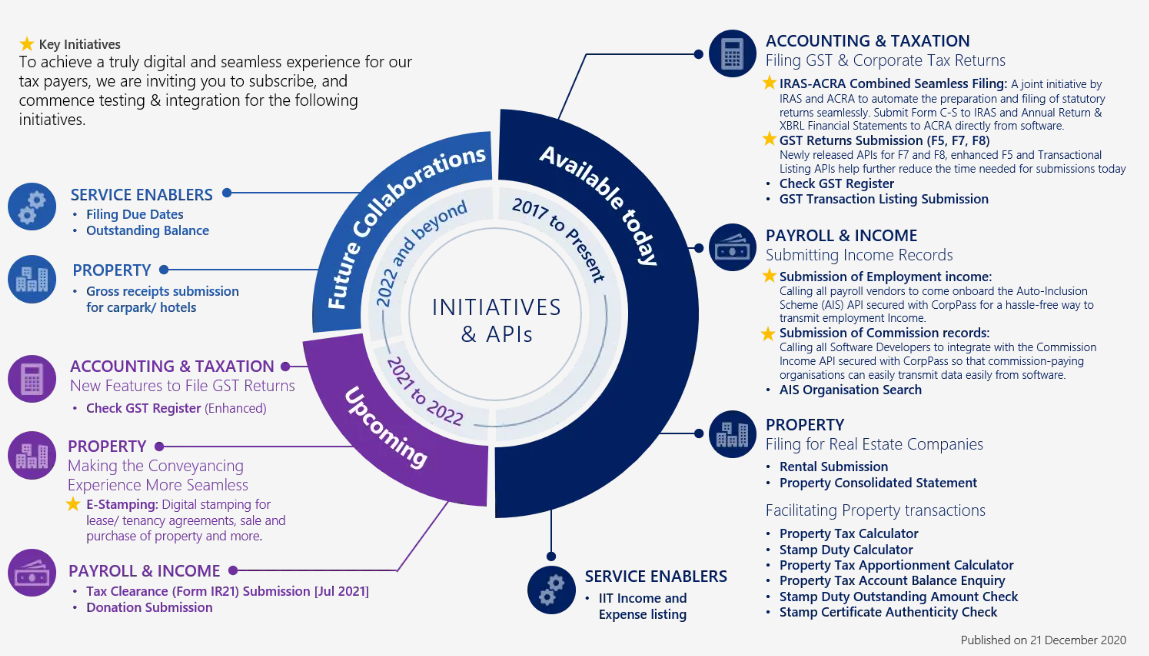 Key Initiatives
To achieve a truly digital and seamless experience for our
tax payers, we are inviting you to subscribe, and
commence testing & integration for the following
initiatives.
SERVICE ENABLERS
• Filing Due Dates
• Outstanding Balance
PROPERTY
• Gross receipts submission
for carpark/ hotels
ACCOUNTING & TAXATION
New Features to File GST Returns
• Check GST Register (Enhanced)
PROPERTY
Making the Conveyancing
Experience More Seamless
E-Stamping: Digital stamping for
lease/ tenancy agreements, sale and
purchase of property and more.
PAYROLL & INCOME
• Tax Clearance (Form IR21) Submission [Jul 2021]
• Donation Submission
Future Collaborations
2022 and beyond
Available today
2017 to Present
Upcoming
2021 to 2022
INITIATIVES
& APIs
ACCOUNTING & TAXATION
Filing GST & Corporate Tax Returns
IRAS-ACRA Combined Seamless Filing: A joint initiative by
IRAS and ACRA to automate the preparation and filing of statutory
returns seamlessly. Submit Form C-S to IRAS and Annual Return &
XBRL Financial Statements to ACRA directly from software.
GST Returns Submission (F5, F7, F8)
Newly released APIs for F7 and F8, enhanced F5 and Transactional
Listing APIs help further reduce the time needed for submissions today
• Check GST Register
• GST Transaction Listing Submission
PAYROLL & INCOME
Submitting Income Records
Submission of Employment income:
Calling all payroll vendors to come onboard the Auto-Inclusion
Scheme (AIS) API secured with CorpPass for a hassle-free way to
transmit employment Income.
Submission of Commission records:
Calling all Software Developers to integrate with the Commission
Income API secured with CorpPass so that commission-paying
organisations can easily transmit data easily from software.
• AIS Organisation Search
PROPERTY
Filing for Real Estate Companies
• Rental Submission
• Property Consolidated Statement
Facilitating Property transactions
• Property Tax Calculator
• Stamp Duty Calculator
• Property Tax Apportionment Calculator
• Property Tax Account Balance Enquiry
• Stamp Duty Outstanding Amount Check
• Stamp Certificate Authenticity Check
SERVICE ENABLERS
• IIT Income and
Expense listing
Published on 21 December 2020